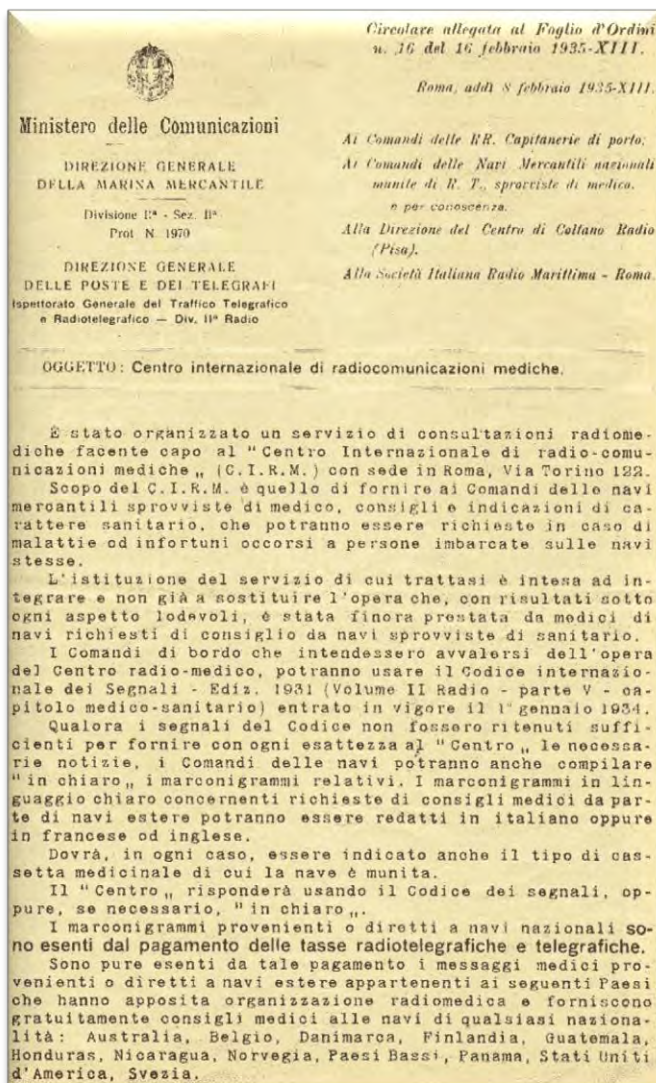 Circolare allegata al Foglio d'Ordini
n. 16 del 16 febbraio 1935-XIII.
Roma, addì 8 febbraio 1935-XIII.
Ministero delle Comunicazioni
DIREZIONE GENERALE
DELLA MARINA MERCANTILE
Divisione IIª - Sez. IIª
Prot N. 1970
DIREZIONE GENERALE
DELLE POSTE E DEI TELEGRAFI
Ispettorato Generale del Traffico Telegrafico
e Radiotelegrafico — Div. IIª Radio
Ai Comandi delle RR. Capitanerie di porto.
Ai Comandi delle Navi Mercantili nazionali
munite di R. T., sprovviste di medico.
e per conoscenza.
Alla Direzione del Centro di Coltano Radio
(Pisa).
Alla Società Italiana Radio Marittima - Roma.
OGGETTO: Centro internazionale di radiocomunicazioni mediche.
È stato organizzato un servizio di consultazioni radiome-
diche facente capo al "Centro Internazionale di radio-comu-
nicazioni mediche„ (C.I.R.M.) con sede in Roma, Via Torino 122.
Scopo del C.I.R.M. è quello di fornire ai Comandi delle navi
mercantili sprovviste di medico, consigli e indicazioni di ca-
rattere sanitario, che potranno essere richieste in caso di
malattie od infortuni occorsi a persone imbarcate sulle navi
stesse.
L'istituzione del servizio di cui trattasi è intesa ad in-
tegrare e non già a sostituire l'opera che, con risultati sotto
ogni aspetto lodevoli, è stata finora prestata da medici di
navi richiesti di consiglio da navi sprovviste di sanitario.
I Comandi di bordo che intendessero avvalersi dell'opera
del Centro radio-medico, potranno usare il Codice internazio-
nale dei Segnali - Ediz. 1931 (Volume II Radio - parte V - ca-
pitolo medico-sanitario) entrato in vigore il 1° gennaio 1934.
Qualora i segnali del Codice non fossero ritenuti suffi-
cienti per fornire con ogni esattezza al "Centro„ le necessa-
rie notizie, i Comandi delle navi potranno anche compilare
"in chiaro„ i marconigrammi relativi. I marconigrammi in lin-
guaggio chiaro concernenti richieste di consigli medici da par-
te di navi estere potranno essere redatti in italiano oppure
in francese od inglese.
Dovrà, in ogni caso, essere indicato anche il tipo di cas-
setta medicinale di cui la nave è munita.
Il "Centro„ risponderà usando il Codice dei segnali, op-
pure, se necessario, "in chiaro„.
I marconigrammi provenienti o diretti a navi nazionali so-
no esenti dal pagamento delle tasse radiotelegrafiche e telegrafiche.
Sono pure esenti da tale pagamento i messaggi medici pro-
venienti o diretti a navi estere appartenenti ai seguenti Paesi
che hanno apposita organizzazione radiomedica e forniscono
gratuitamente consigli medici alle navi di qualsiasi naziona-
lità: Australia, Belgio, Danimarca, Finlandia, Guatemala,
Honduras, Nicaragua, Norvegia, Paesi Bassi, Panama, Stati Uniti
d'America, Svezia.